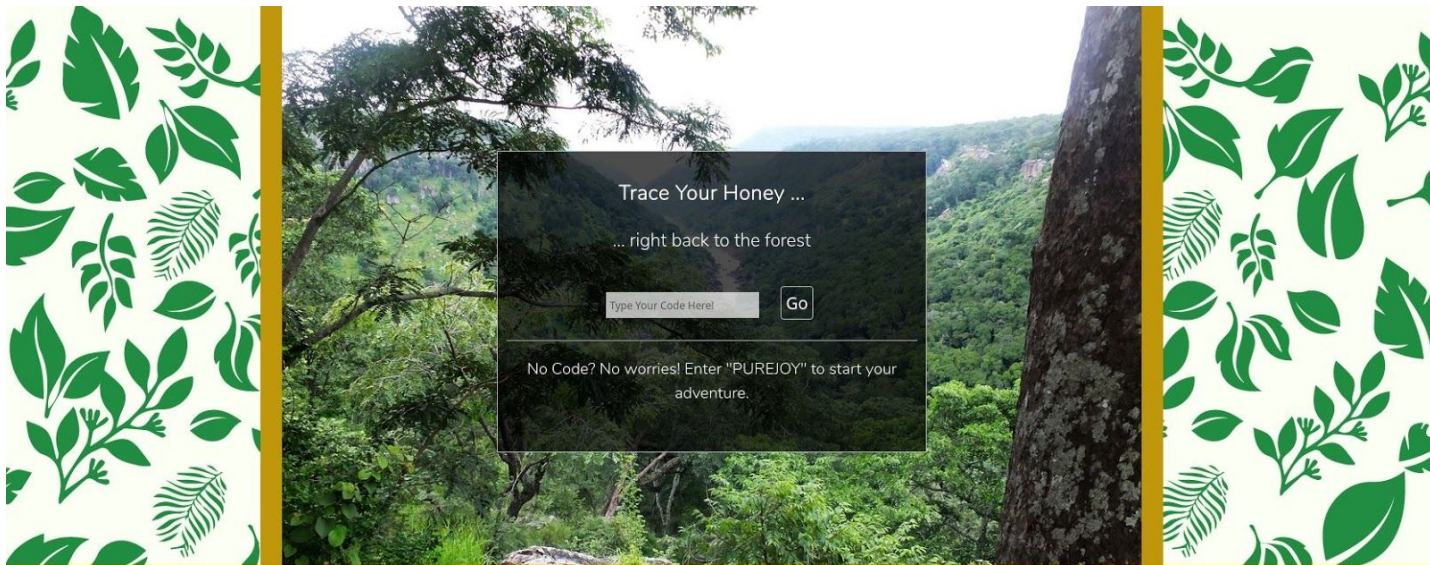 Trace Your Honey ...
... right back to the forest
Type Your Code Here!
Go
No Code? No worries! Enter "PUREJOY" to start your
adventure.